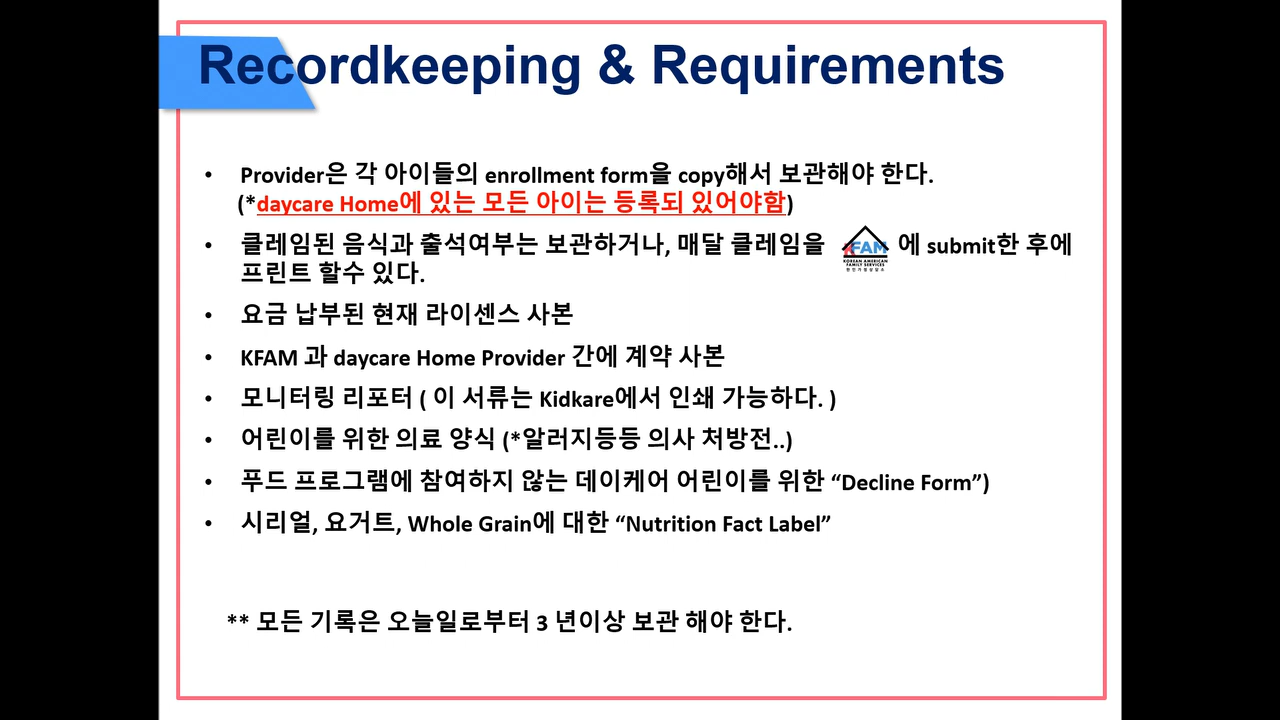 Recordkeeping & Requirements
• Provider은 각 아이들의 enrollment form을 copy해서 보관해야 한다.
(*daycare Home에 있는 모든 아이는 등록되 있어야함)
• 클레임된 음식과 출석여부는 보관하거나, 매달 클레임을 KFAM KOREAN AMERICAN FAMILY SERVICES 한인가정상담소 에 submit한 후에
프린트 할수 있다.
• 요금 납부된 현재 라이센스 사본
• KFAM 과 daycare Home Provider 간에 계약 사본
• 모니터링 리포터 ( 이 서류는 Kidkare에서 인쇄 가능하다. )
• 어린이를 위한 의료 양식 (*알러지등등 의사 처방전..)
• 푸드 프로그램에 참여하지 않는 데이케어 어린이를 위한 “Decline Form”)
• 시리얼, 요거트, Whole Grain에 대한 “Nutrition Fact Label”
** 모든 기록은 오늘일로부터 3 년이상 보관 해야 한다.